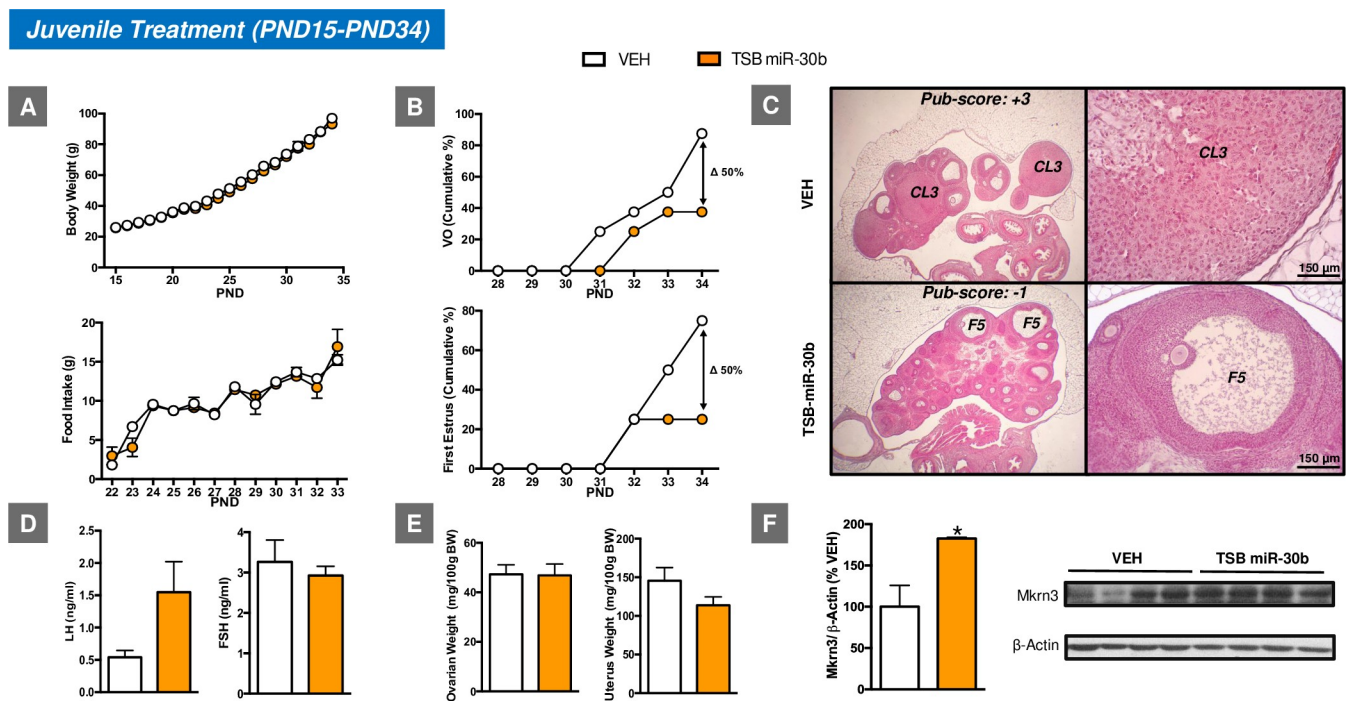 Juvenile Treatment (PND15-PND34)
VEH
TSB miR-30b
A
Body Weight (g)
100
80
60
40
20
0
15
20
25
30
35
PND
Food Intake (g)
20
15
10
5
0
22
23
24
25
26
27
28
29
30
31
32
33
PND
B
VO (Cumulative %)
100
75
50
25
0
Δ 50%
28
29
30
31
32
33
34
PND
First Estrus (Cumulative %)
80
60
40
20
0
Δ 50%
28
29
30
31
32
33
34
PND
C
VEH
Pub-score: +3
CL3
CL3
CL3
150 µm
TSB-miR-30b
Pub-score: -1
F5
F5
F5
150 µm
D
LH (ng/ml)
2.5
2.0
1.5
1.0
0.5
0.0
FSH (ng/ml)
4
3
2
1
0
E
Ovarian Weight (mg/100g BW)
60
40
20
0
Uterus Weight (mg/100g BW)
200
150
100
50
0
F
Mkrn3/ β-Actin (% VEH)
200
150
100
50
0
*
VEH
TSB miR-30b
Mkrn3
β-Actin